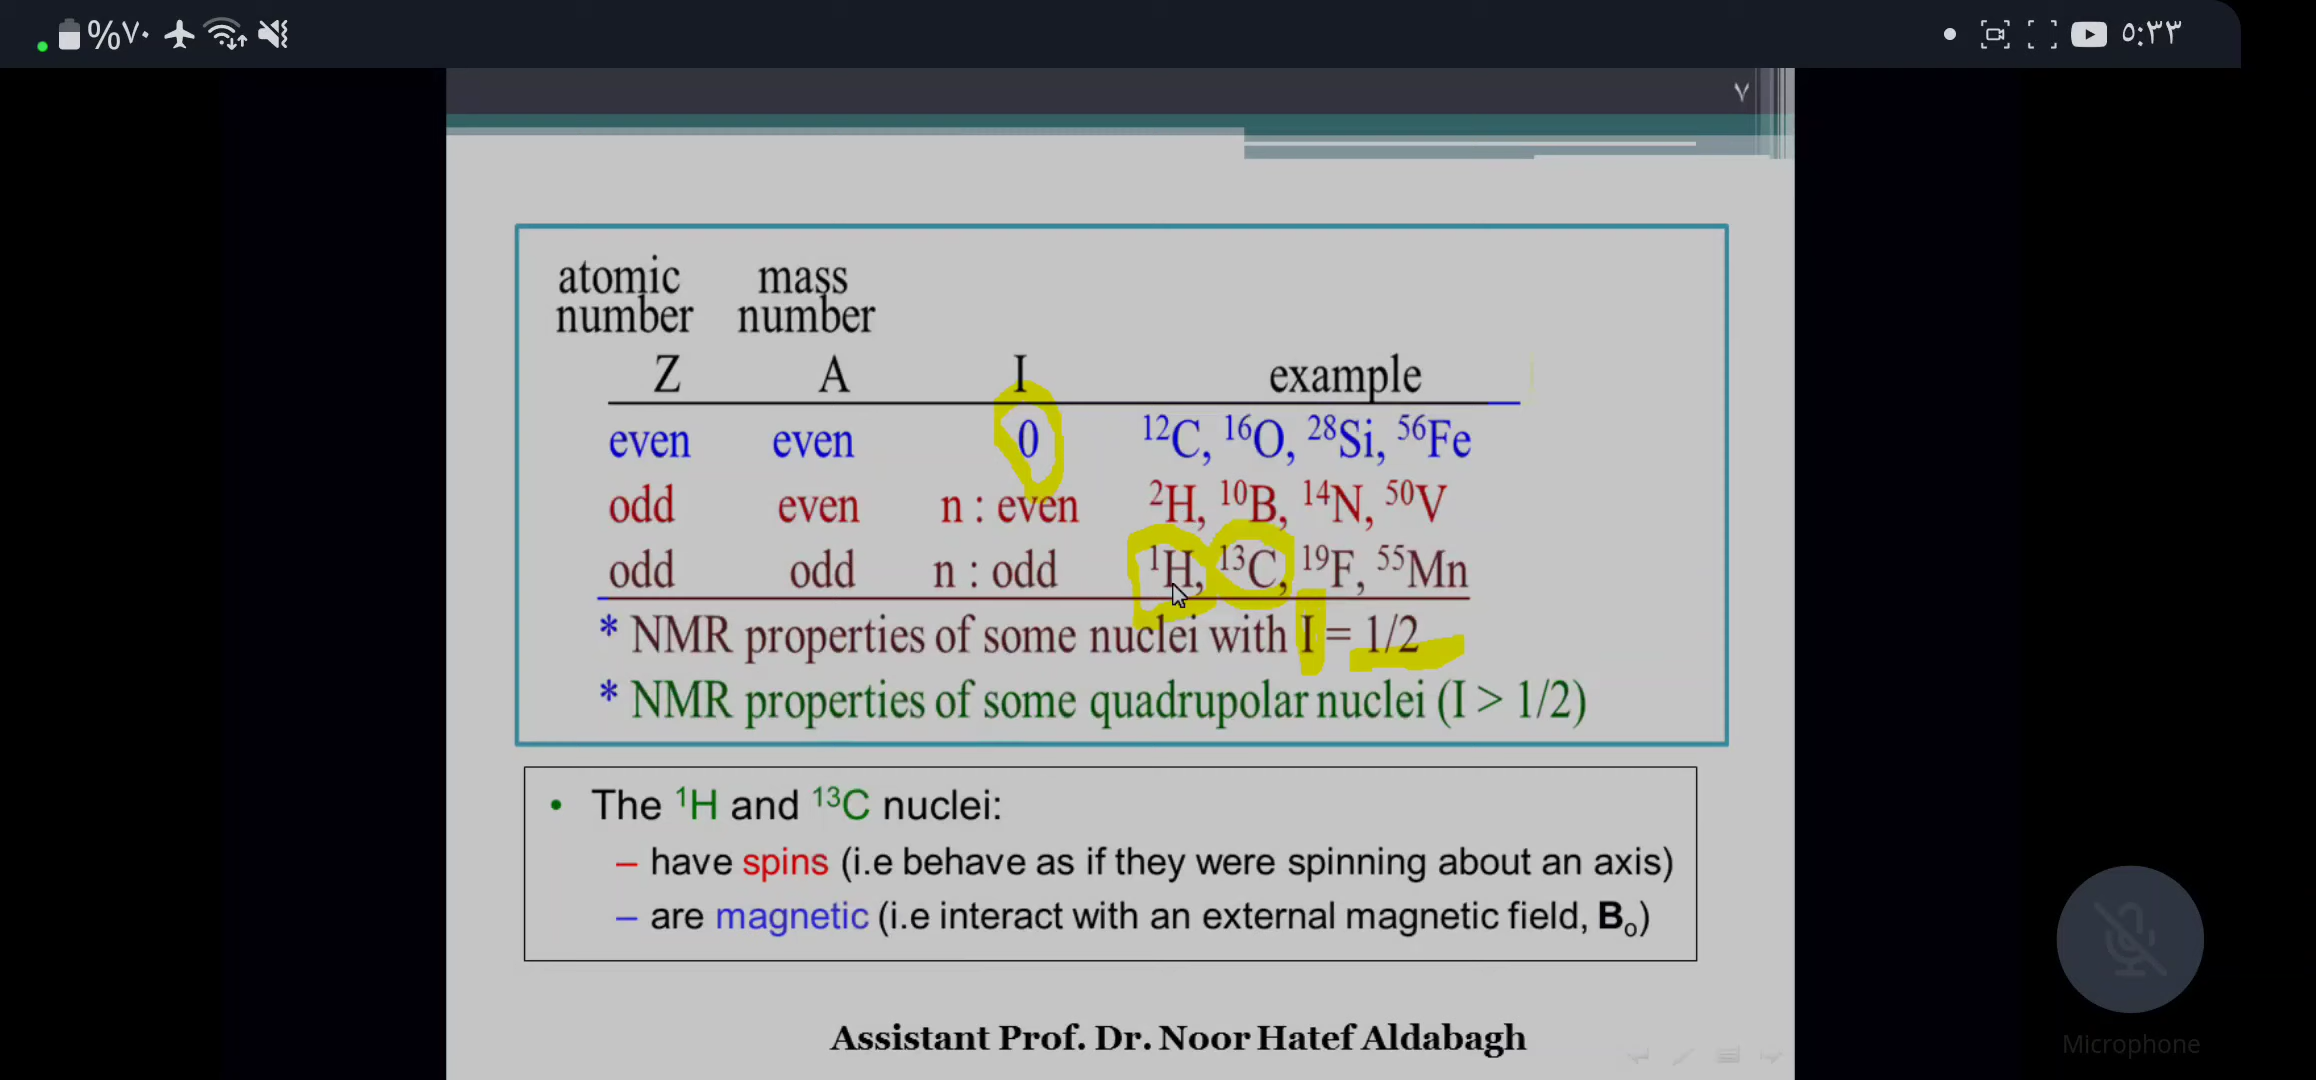 %٧٠ ٥:٣٣
٧
atomic mass
number number
Z A I example
even even 0 ¹²C, ¹⁶O, ²⁸Si, ⁵⁶Fe
odd even n : even ²H, ¹⁰B, ¹⁴N, ⁵⁰V
odd odd n : odd ¹H, ¹³C, ¹⁹F, ⁵⁵Mn
* NMR properties of some nuclei with I = 1/2
* NMR properties of some quadrupolar nuclei (I > 1/2)
• The ¹H and ¹³C nuclei:
– have spins (i.e behave as if they were spinning about an axis)
– are magnetic (i.e interact with an external magnetic field, Bₒ)
Assistant Prof. Dr. Noor Hatef Aldabagh
Microphone